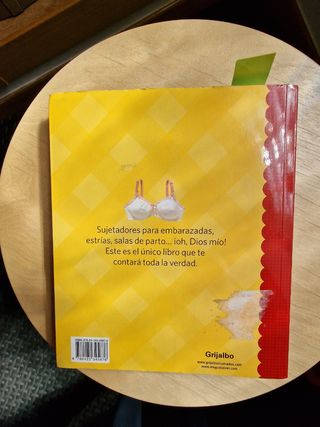 Sujetadores para embarazadas,
estrías, salas de parto... ¡oh, Dios mío!
Este es el único libro que te
contará toda la verdad.
Grijalbo